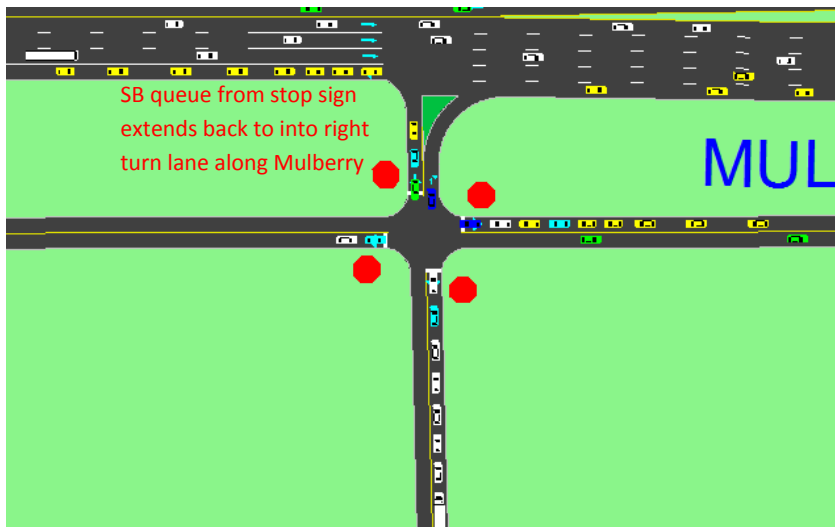 SB queue from stop sign
extends back to into right
turn lane along Mulberry
MUL